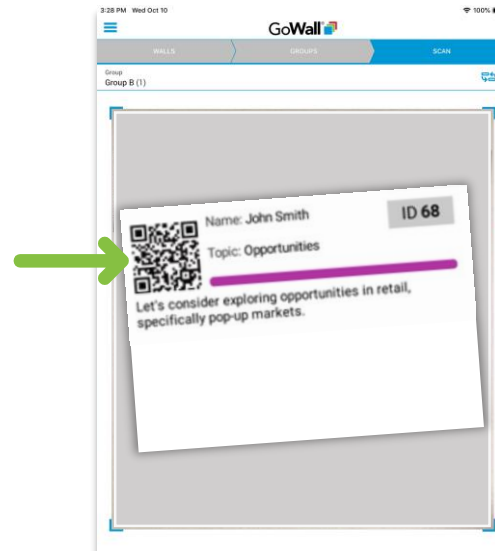 3:28 PM Wed Oct 10 100%
GoWall
WALLS GROUPS SCAN
Group
Group B (1)
Name: John Smith ID 68
Topic: Opportunities
Let's consider exploring opportunities in retail,
specifically pop-up markets.